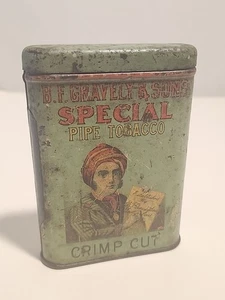 B.F. GRAVELY & SONS
SPECIAL
PIPE TOBACCO
CRIMP CUT